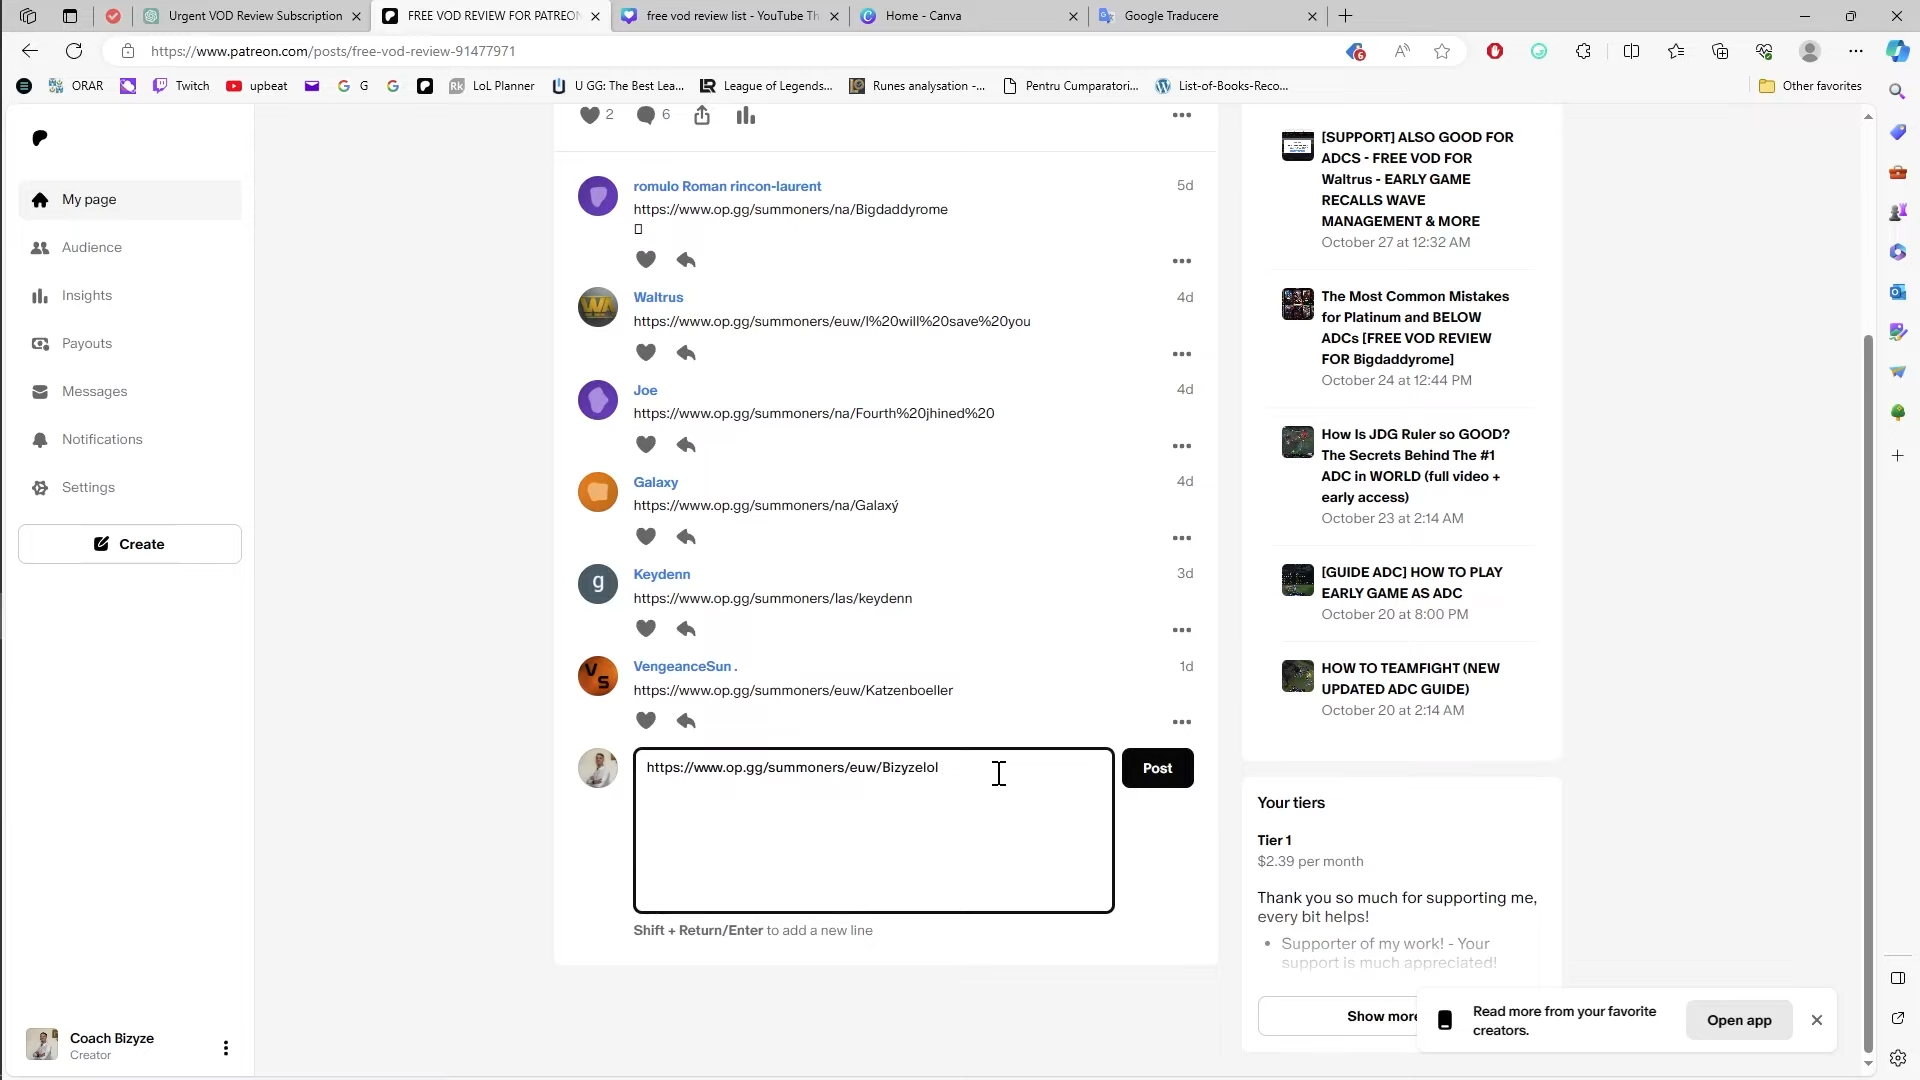 Urgent VOD Review Subscription
FREE VOD REVIEW FOR PATREON
free vod review list - YouTube Th
Home - Canva
Google Traducere
https://www.patreon.com/posts/free-vod-review-91477971
6
ORAR
Twitch
upbeat
G
LoL Planner
U GG: The Best Lea...
League of Legends...
Runes analysation -...
Pentru Cumparatori...
List-of-Books-Reco...
Other favorites
My page
Audience
Insights
Payouts
Messages
Notifications
Settings
Create
Coach Bizyze
Creator
2
6
romulo Roman rincon-laurent
5d
https://www.op.gg/summoners/na/Bigdaddyrome
Waltrus
4d
https://www.op.gg/summoners/euw/I%20will%20save%20you
Joe
4d
https://www.op.gg/summoners/na/Fourth%20jhined%20
Galaxy
4d
https://www.op.gg/summoners/na/Galaxý
g
Keydenn
3d
https://www.op.gg/summoners/las/keydenn
VS
VengeanceSun .
1d
https://www.op.gg/summoners/euw/Katzenboeller
https://www.op.gg/summoners/euw/Bizyzelol
Post
Shift + Return/Enter to add a new line
[SUPPORT] ALSO GOOD FOR
ADCS - FREE VOD FOR
Waltrus - EARLY GAME
RECALLS WAVE
MANAGEMENT & MORE
October 27 at 12:32 AM
The Most Common Mistakes
for Platinum and BELOW
ADCs [FREE VOD REVIEW
FOR Bigdaddyrome]
October 24 at 12:44 PM
How Is JDG Ruler so GOOD?
The Secrets Behind The #1
ADC in WORLD (full video +
early access)
October 23 at 2:14 AM
[GUIDE ADC] HOW TO PLAY
EARLY GAME AS ADC
October 20 at 8:00 PM
HOW TO TEAMFIGHT (NEW
UPDATED ADC GUIDE)
October 20 at 2:14 AM
Your tiers
Tier 1
$2.39 per month
Thank you so much for supporting me,
every bit helps!
• Supporter of my work! - Your
support is much appreciated!
Show more
Read more from your favorite
creators.
Open app